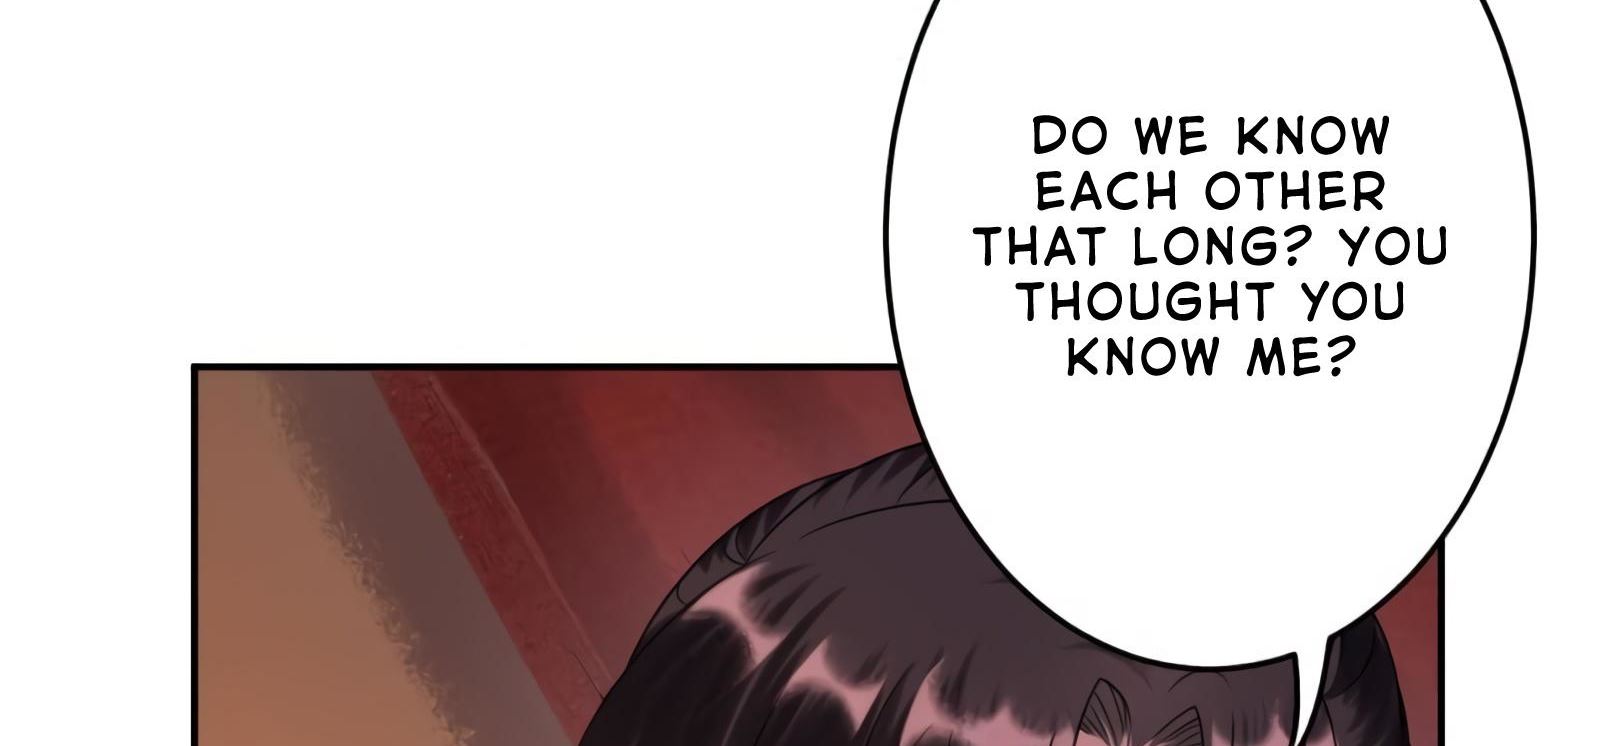 DO WE KNOW
EACH OTHER
THAT LONG? YOU
THOUGHT YOU
KNOW ME?